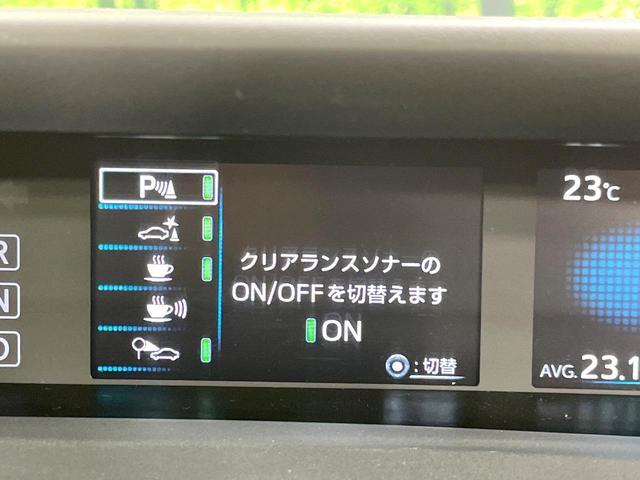 P
クリアランスソナーの
ON/OFFを切替えます
ON
:切替
R
N
D
23℃
AVG. 23.1